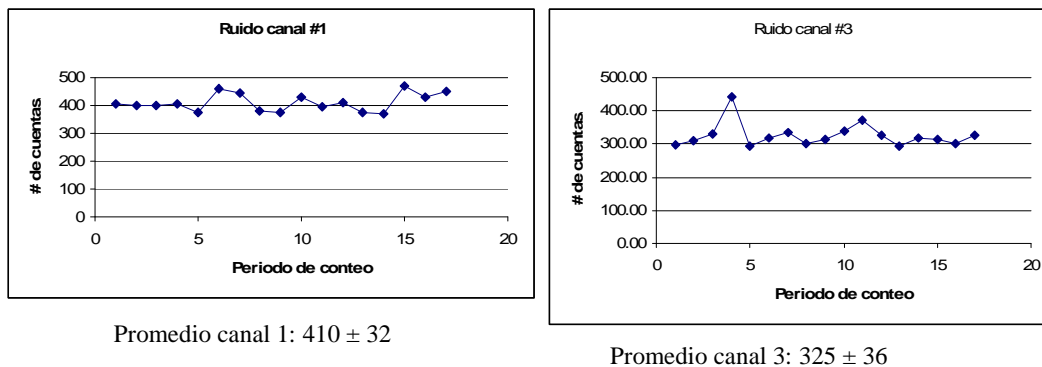 Ruido canal #1
500
400
300
200
100
0
# de cuentas
0 5 10 15 20
Periodo de conteo
Promedio canal 1: 410 ± 32
Ruido canal #3
500.00
400.00
300.00
200.00
100.00
0.00
# de cuentas
0 5 10 15 20
Periodo de conteo
Promedio canal 3: 325 ± 36